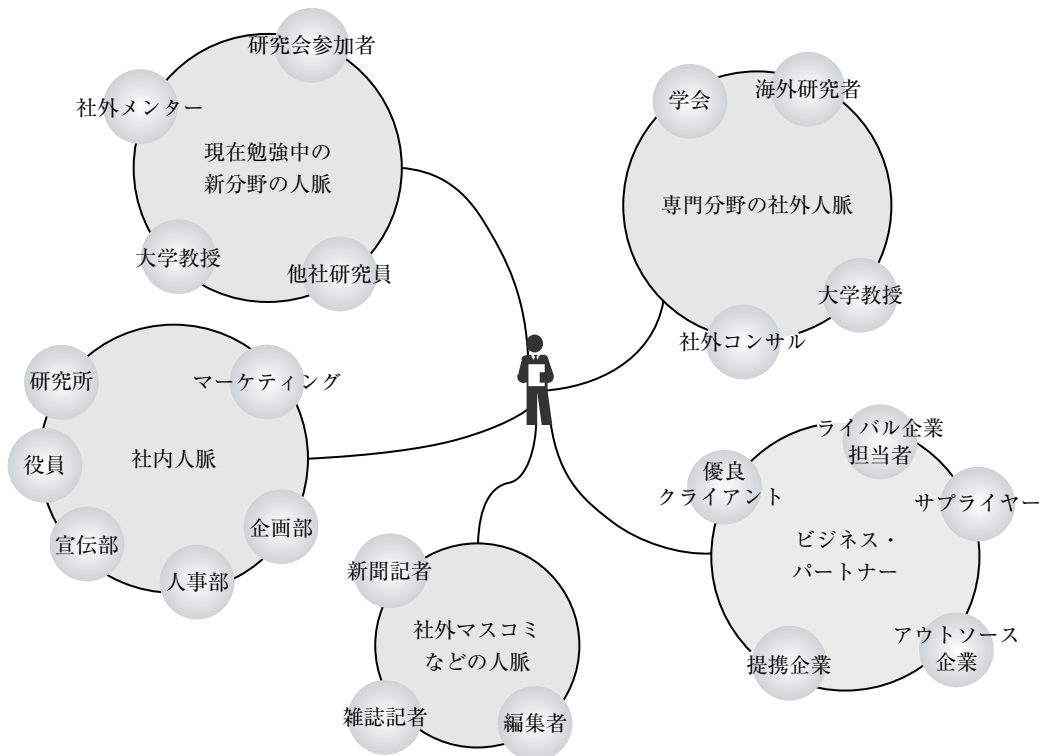 研究会参加者
社外メンター
現在勉強中の
新分野の人脈
大学教授
他社研究員
学会
海外研究者
専門分野の社外人脈
大学教授
社外コンサル
研究所
マーケティング
役員
社内人脈
宣伝部
企画部
人事部
新聞記者
社外マスコミ
などの人脈
雑誌記者
編集者
ライバル企業
担当者
優良
クライアント
サプライヤー
ビジネス・
パートナー
アウトソース
企業
提携企業